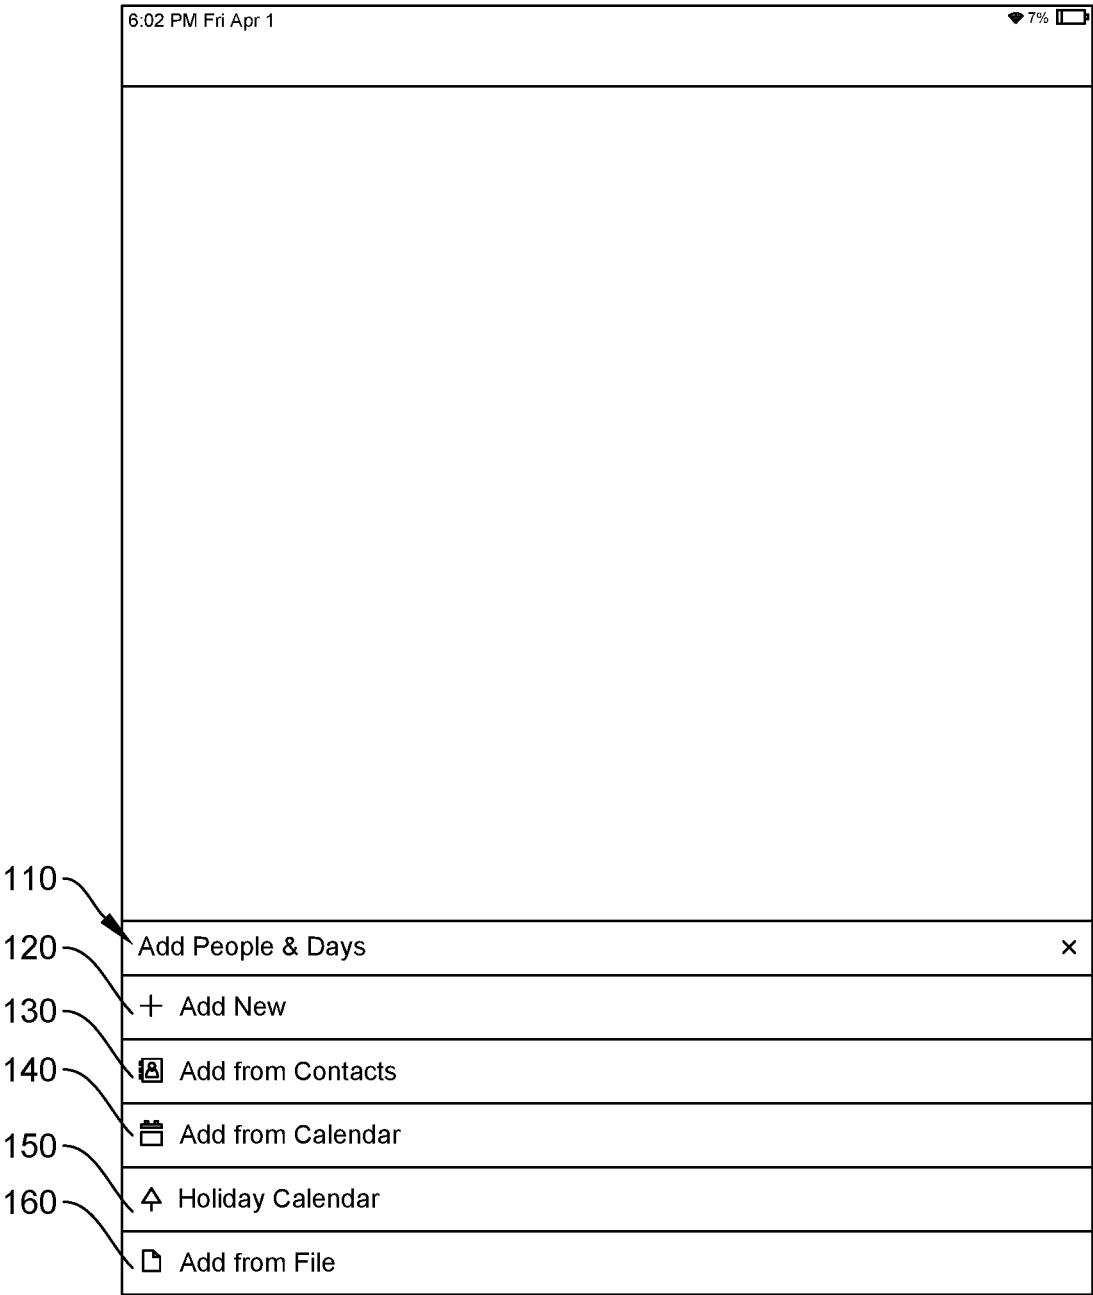 6:02 PM Fri Apr 1 7%
110
Add People & Days ×
120
Add New
130
Add from Contacts
140
Add from Calendar
150
Holiday Calendar
160
Add from File